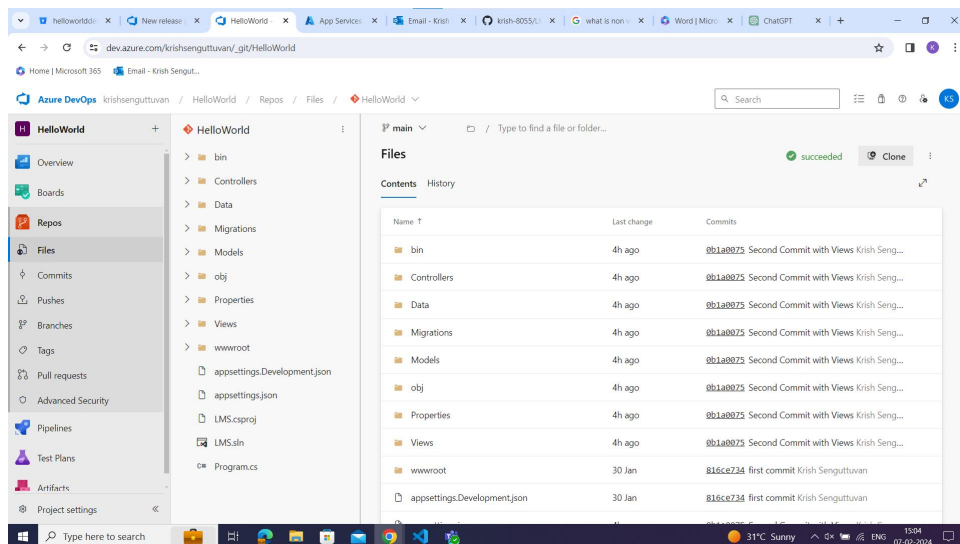 helloworldde
New release
HelloWorld -
App Services
Email - Krish
krish-8055/L
what is non v
Word | Micro
ChatGPT
dev.azure.com/krishsenguttuvan/_git/HelloWorld
K
Home | Microsoft 365
Email - Krish Sengut...
Azure DevOps krishsenguttuvan / HelloWorld / Repos / Files / HelloWorld
Search
KS
H HelloWorld +
Overview
Boards
Repos
Files
Commits
Pushes
Branches
Tags
Pull requests
Advanced Security
Pipelines
Test Plans
Artifacts
Project settings
HelloWorld
bin
Controllers
Data
Migrations
Models
obj
Properties
Views
wwwroot
appsettings.Development.json
appsettings.json
LMS.csproj
LMS.sln
C# Program.cs
main / Type to find a file or folder...
Files
succeeded
Clone
Contents History
Name ↑ Last change Commits
bin 4h ago 0b1a0075 Second Commit with Views Krish Seng...
Controllers 4h ago 0b1a0075 Second Commit with Views Krish Seng...
Data 4h ago 0b1a0075 Second Commit with Views Krish Seng...
Migrations 4h ago 0b1a0075 Second Commit with Views Krish Seng...
Models 4h ago 0b1a0075 Second Commit with Views Krish Seng...
obj 4h ago 0b1a0075 Second Commit with Views Krish Seng...
Properties 4h ago 0b1a0075 Second Commit with Views Krish Seng...
Views 4h ago 0b1a0075 Second Commit with Views Krish Seng...
wwwroot 30 Jan 816ce734 first commit Krish Senguttuvan
appsettings.Development.json 30 Jan 816ce734 first commit Krish Senguttuvan
Type here to search
31°C Sunny
ENG
15:04
07-02-2024